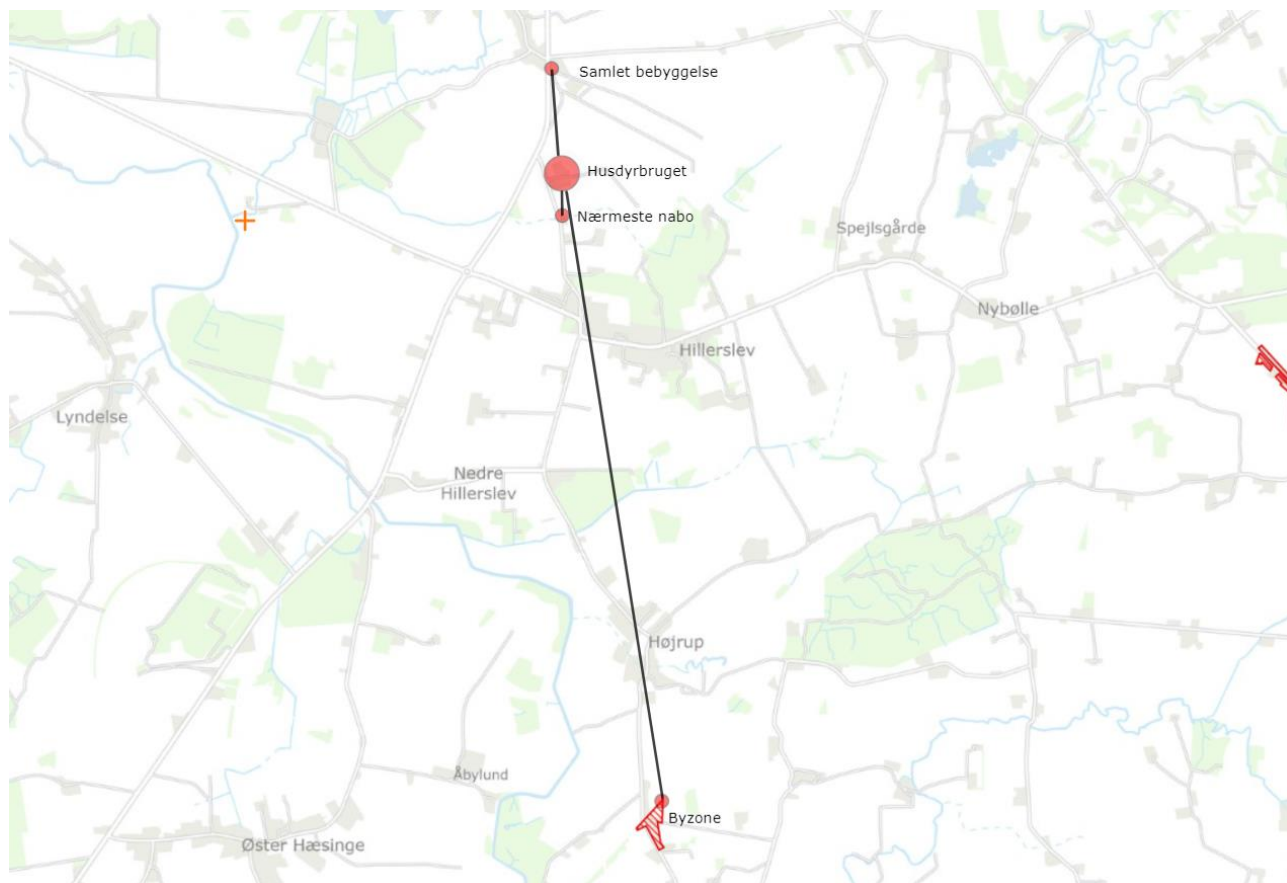 Samlet bebyggelse
Husdyrbruget
Nærmeste nabo
Spejlsgårde
Nybølle
Hillerslev
Lyndelse
Nedre
Hillerslev
Højrup
Åbylund
Byzone
Øster Hæsinge